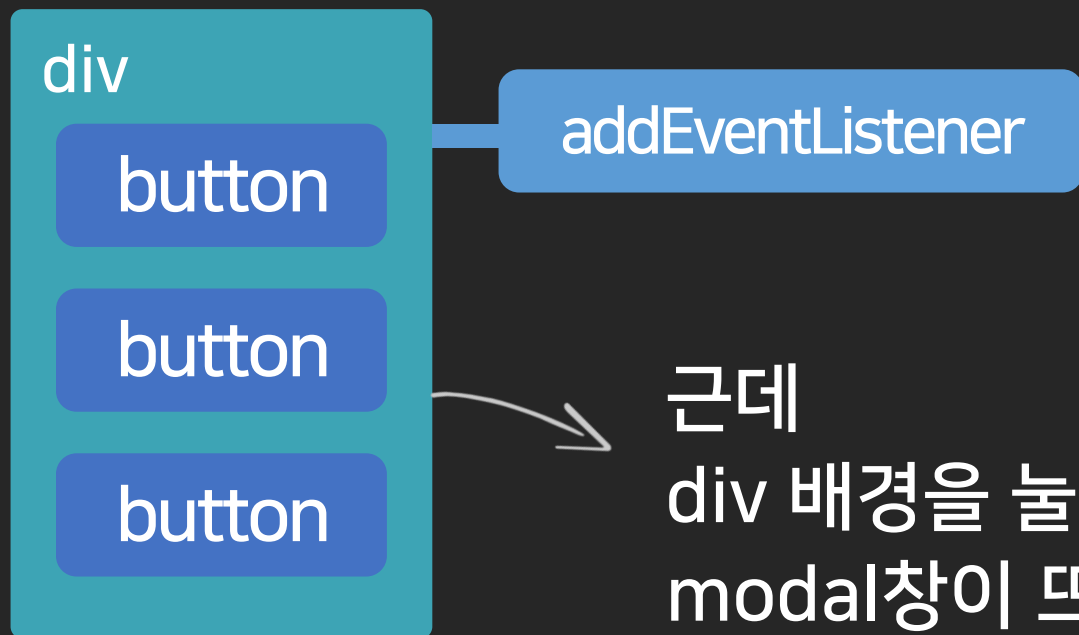 div
button
addEventListener
button
button
근데
div 배경을
modal창이